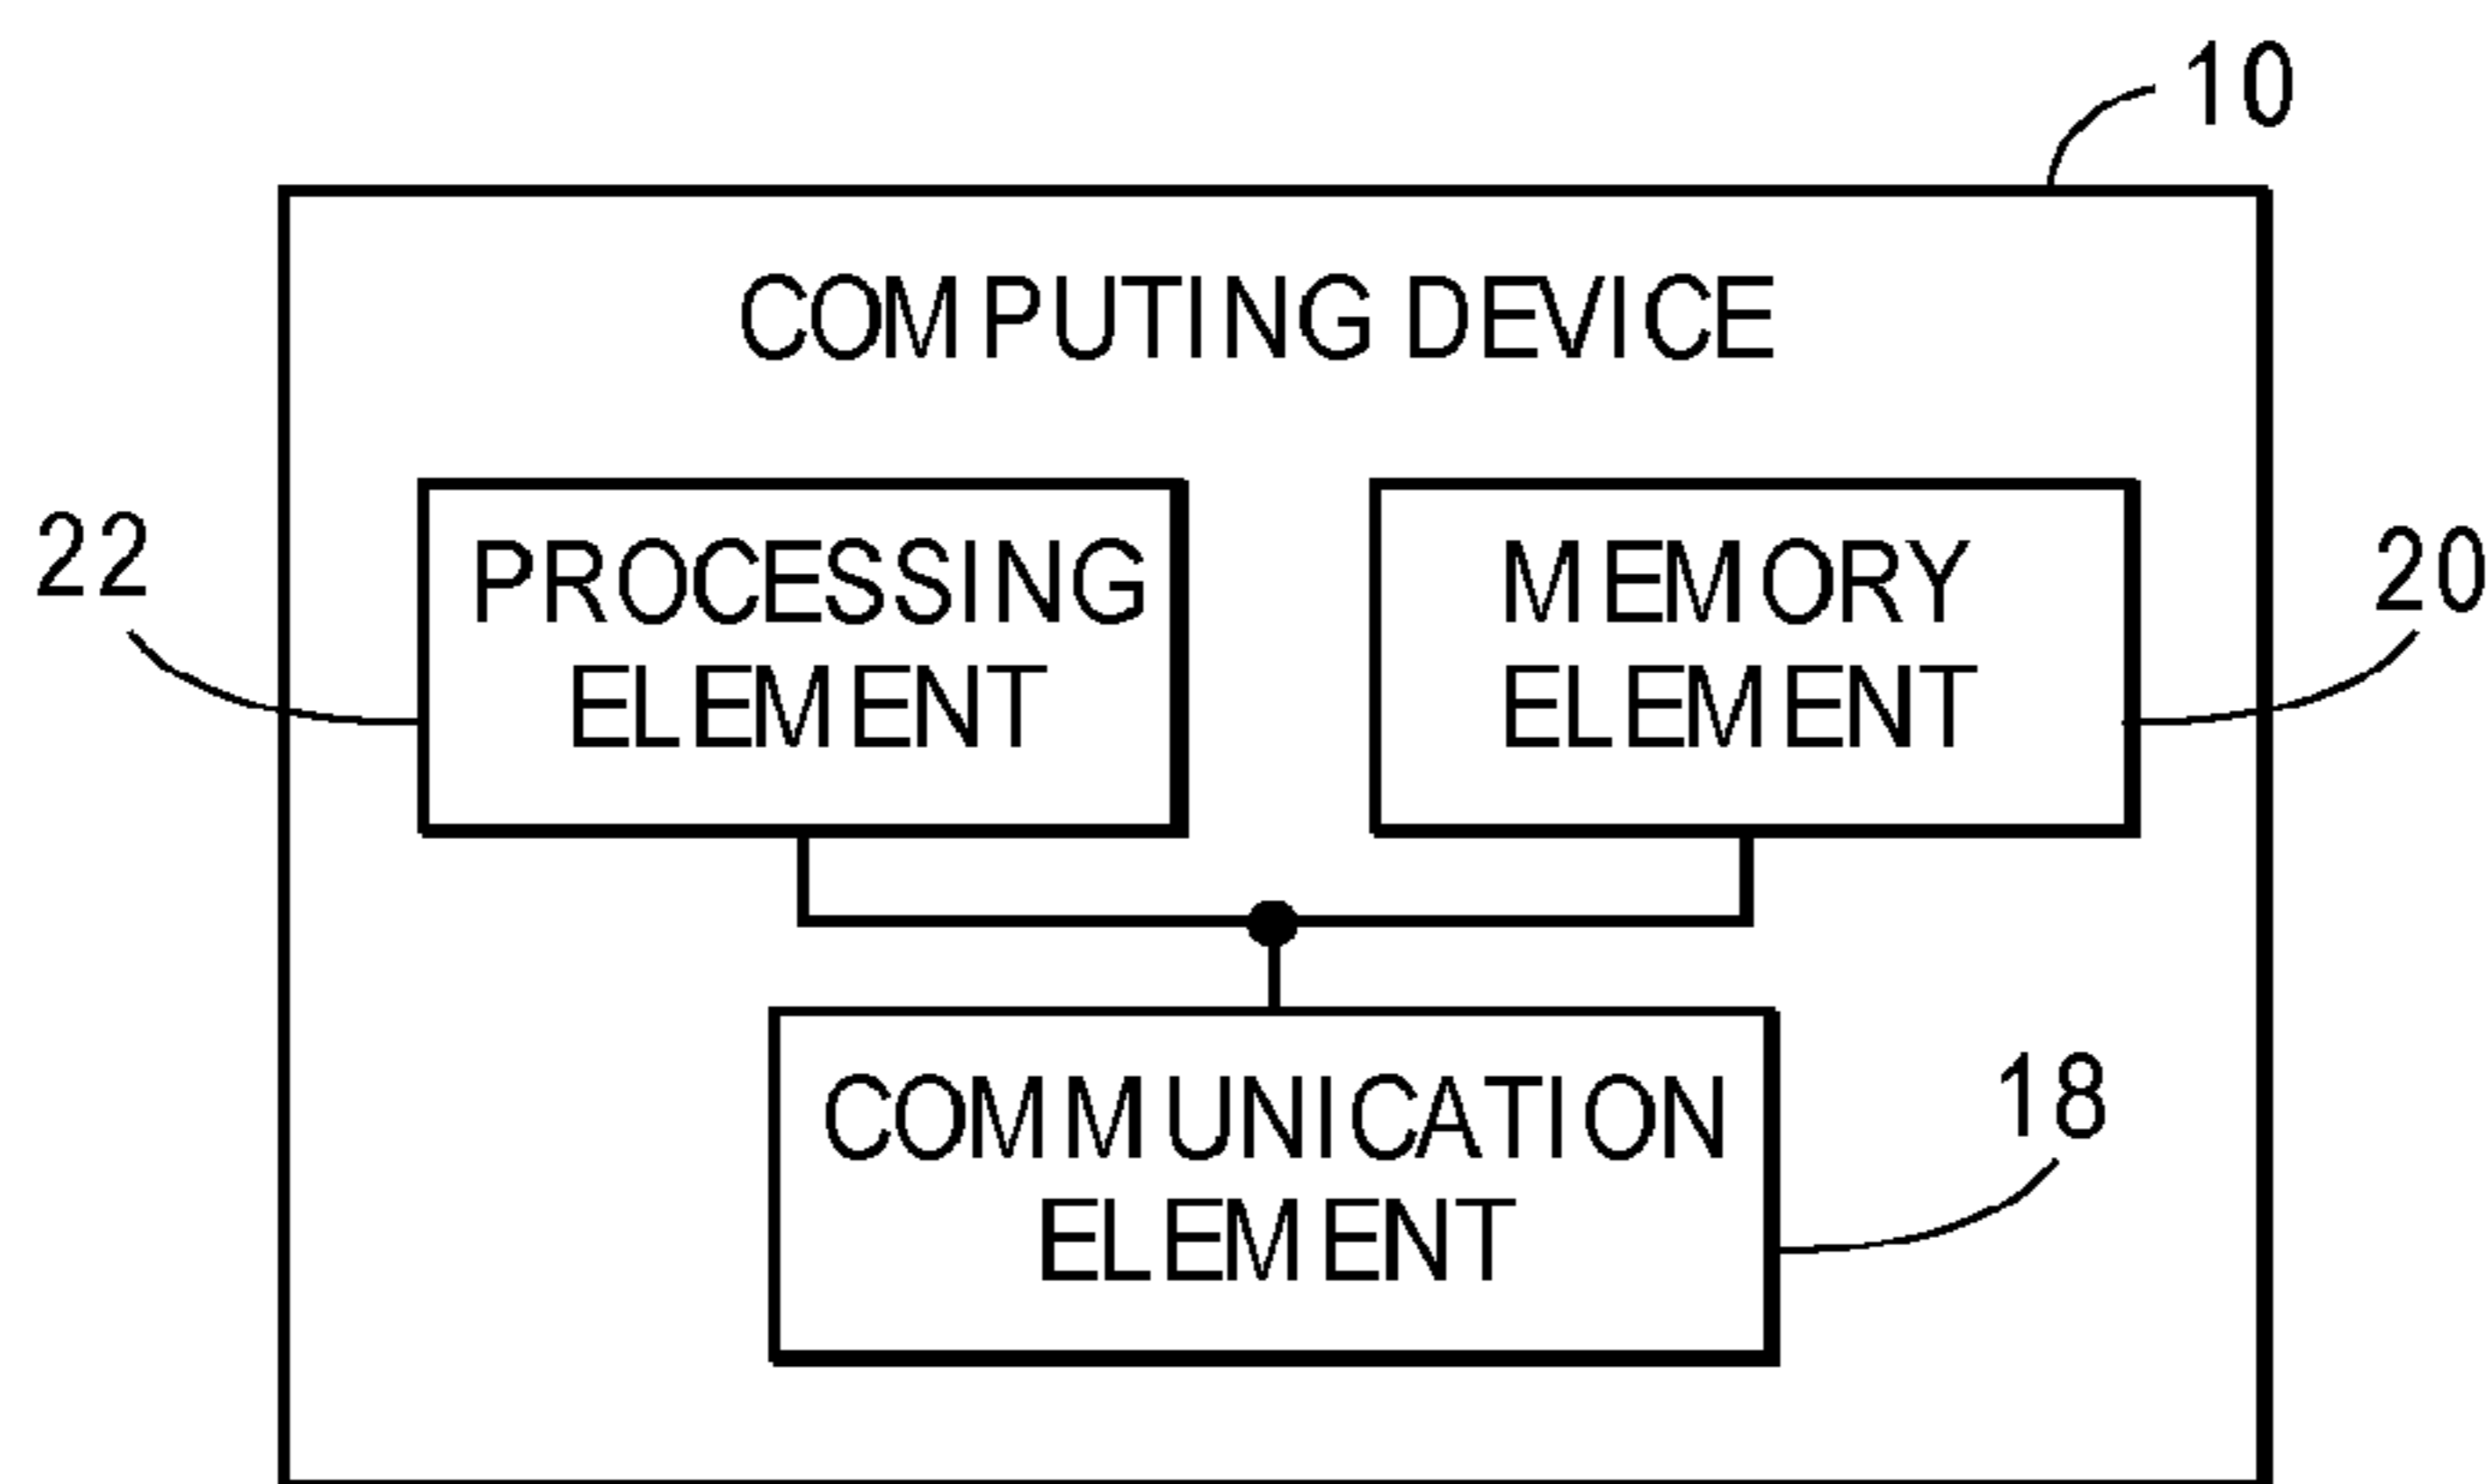 10
COMPUTING DEVICE
22
PROCESSING
ELEMENT
MEMORY
ELEMENT
20
COMMUNICATION
ELEMENT
18